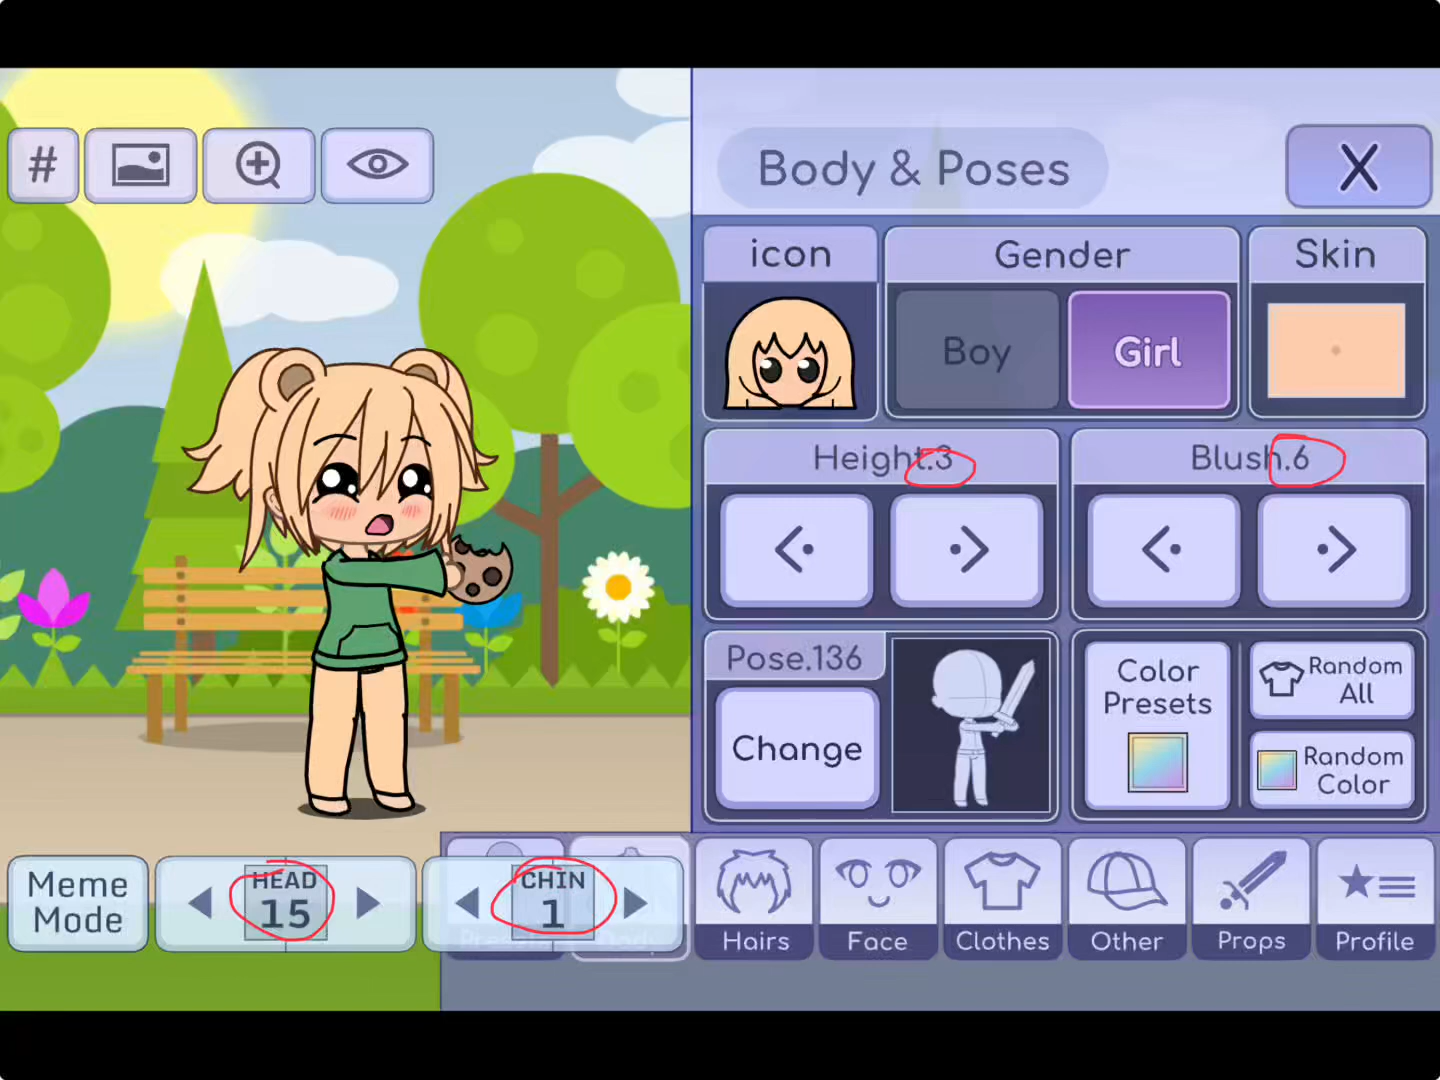 #
Body & Poses
X
icon
Gender
Skin
Boy
Girl
Height.3
Blush.6
Pose.136
Change
Color
Presets
Random
All
Random
Color
Meme
Mode
HEAD
15
CHIN
1
Hairs
Face
Clothes
Other
Props
Profile